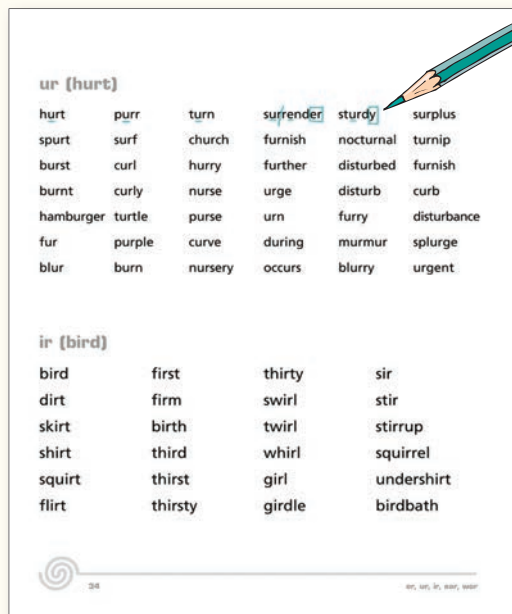 ur (hurt)
hurt purr turn surrender sturdy surplus
spurt surf church furnish nocturnal turnip
burst curl hurry further disturbed furnish
burnt curly nurse urge disturb curb
hamburger turtle purse urn furry disturbance
fur purple curve during murmur splurge
blur burn nursery occurs blurry urgent
ir (bird)
bird first thirty sir
dirt firm swirl stir
skirt birth twirl stirrup
shirt third whirl squirrel
squirt thirst girl undershirt
flirt thirsty girdle birdbath
34 er, ur, ir, ear, wor